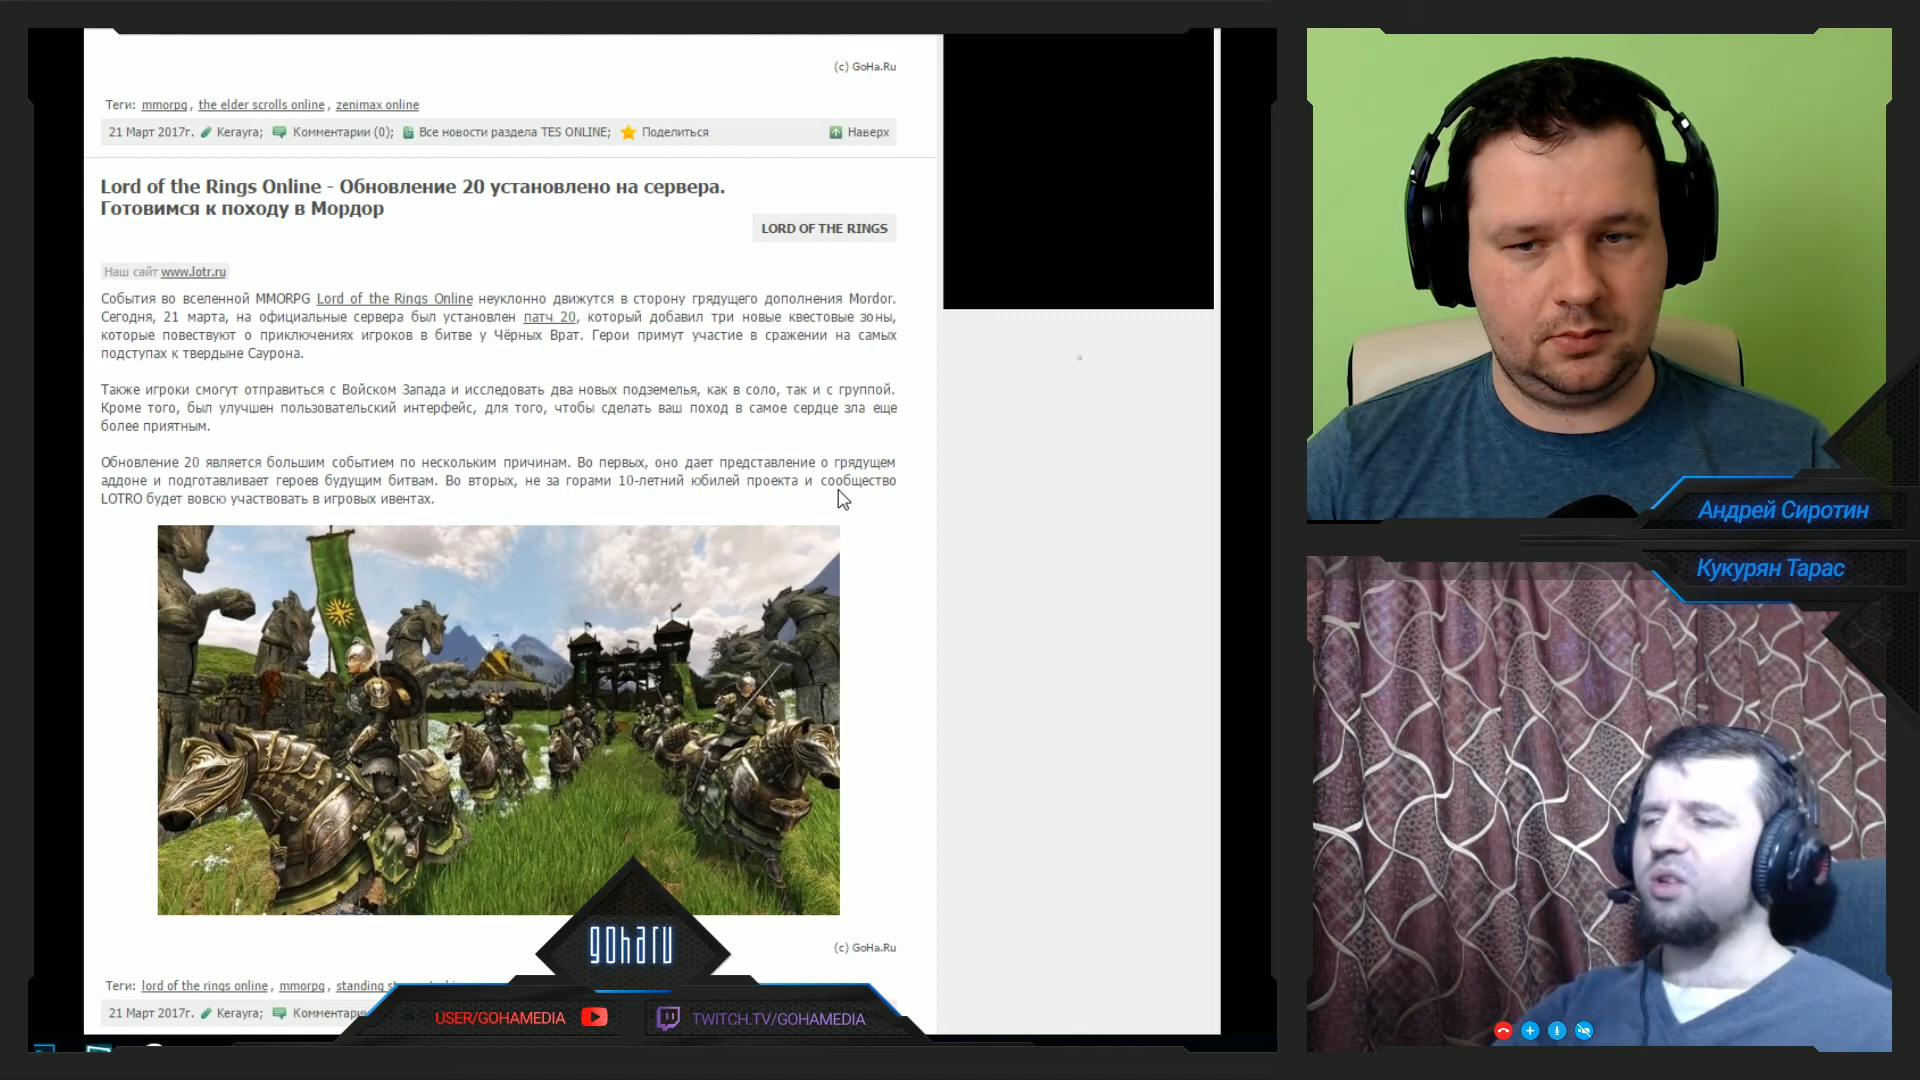 (c) GoHa.Ru
Теги: mmorpg, the elder scrolls online, zenimax online
21 Март 2017г. Kerayra; Комментарии (0); Все новости раздела TES ONLINE; Поделиться Наверх
Lord of the Rings Online - Обновление 20 установлено на сервера.
Готовимся к походу в Мордор
LORD OF THE RINGS
Наш сайт www.lotr.ru
События во вселенной MMORPG Lord of the Rings Online неуклонно движутся в сторону грядущего дополнения Mordor.
Сегодня, 21 марта, на официальные сервера был установлен патч 20, который добавил три новые квестовые зоны,
которые повествуют о приключениях игроков в битве у Чёрных Врат. Герои примут участие в сражении на самых
подступах к твердыне Саурона.
Также игроки смогут отправиться с Войском Запада и исследовать два новых подземелья, как в соло, так и с группой.
Кроме того, был улучшен пользовательский интерфейс, для того, чтобы сделать ваш поход в самое сердце зла еще
более приятным.
Обновление 20 является большим событием по нескольким причинам. Во первых, оно дает представление о грядущем
аддоне и подготавливает героев будущим битвам. Во вторых, не за горами 10-летний юбилей проекта и сообщество
LOTRO будет вовсю участвовать в игровых ивентах.
(c) GoHa.Ru
Теги: lord of the rings online, mmorpg, standing
21 Март 2017г. Kerayra; Комментари
goharu
USER/GOHAMEDIA
TWITCH.TV/GOHAMEDIA
Андрей Сиротин
Кукурян Тарас